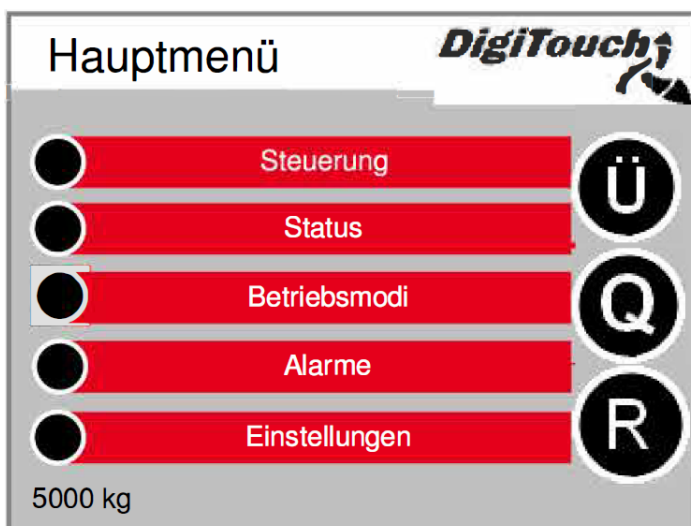 Hauptmenü
DigiTouch
Steuerung
Ü
Status
Betriebsmodi
Q
Alarme
R
Einstellungen
5000 kg